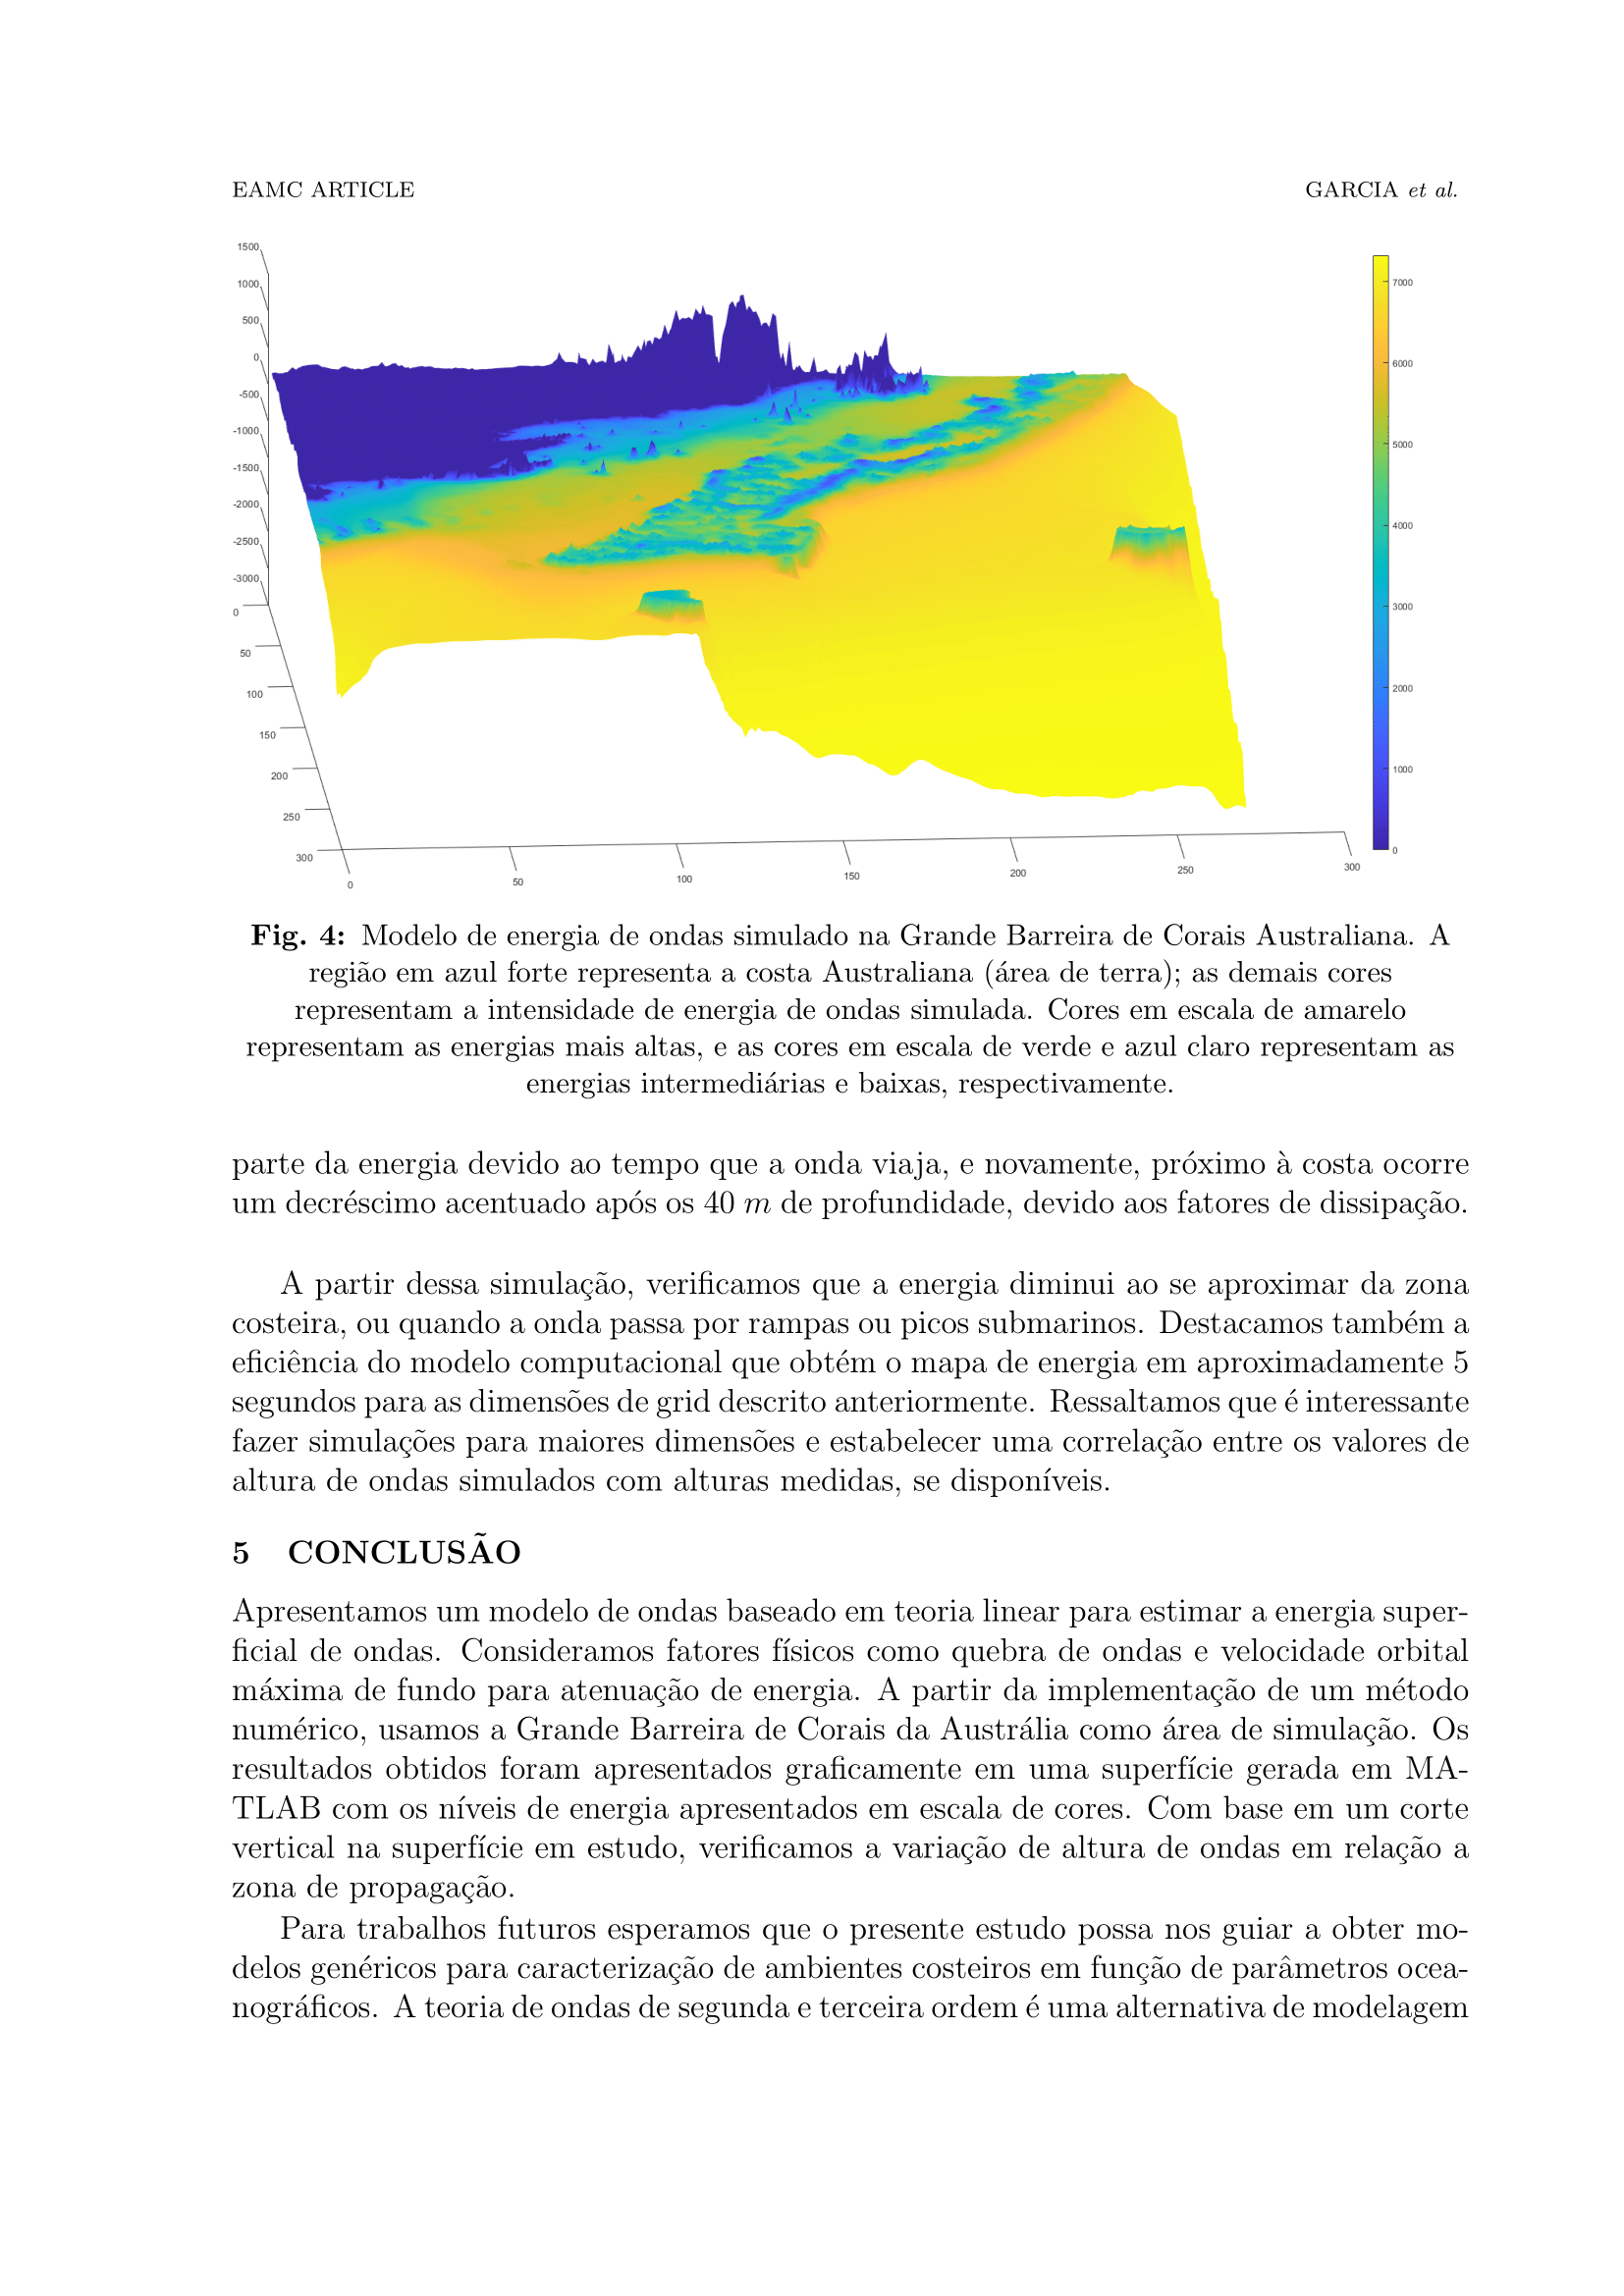 EAMC ARTICLE
GARCIA et al.
1500
1000
500
0
-500
-1000
-1500
-2000
-2500
-3000
0
50
100
150
200
250
300
0
50
100
150
200
250
300
7000
6000
5000
4000
3000
2000
1000
0
Fig. 4: Modelo de energia de ondas simulado na Grande Barreira de Corais Australiana. A
região em azul forte representa a costa Australiana (área de terra); as demais cores
representam a intensidade de energia de ondas simulada. Cores em escala de amarelo
representam as energias mais altas, e as cores em escala de verde e azul claro representam as
energias intermediárias e baixas, respectivamente.
parte da energia devido ao tempo que a onda viaja, e novamente, próximo à costa ocorre
um decréscimo acentuado após os 40 m de profundidade, devido aos fatores de dissipação.
A partir dessa simulação, verificamos que a energia diminui ao se aproximar da zona
costeira, ou quando a onda passa por rampas ou picos submarinos. Destacamos também a
eficiência do modelo computacional que obtém o mapa de energia em aproximadamente 5
segundos para as dimensões de grid descrito anteriormente. Ressaltamos que é interessante
fazer simulações para maiores dimensões e estabelecer uma correlação entre os valores de
altura de ondas simulados com alturas medidas, se disponíveis.
5 CONCLUSÃO
Apresentamos um modelo de ondas baseado em teoria linear para estimar a energia super-
ficial de ondas. Consideramos fatores físicos como quebra de ondas e velocidade orbital
máxima de fundo para atenuação de energia. A partir da implementação de um método
numérico, usamos a Grande Barreira de Corais da Austrália como área de simulação. Os
resultados obtidos foram apresentados graficamente em uma superfície gerada em MA-
TLAB com os níveis de energia apresentados em escala de cores. Com base em um corte
vertical na superfície em estudo, verificamos a variação de altura de ondas em relação a
zona de propagação.
Para trabalhos futuros esperamos que o presente estudo possa nos guiar a obter mo-
delos genéricos para caracterização de ambientes costeiros em função de parâmetros ocea-
nográficos. A teoria de ondas de segunda e terceira ordem é uma alternativa de modelagem